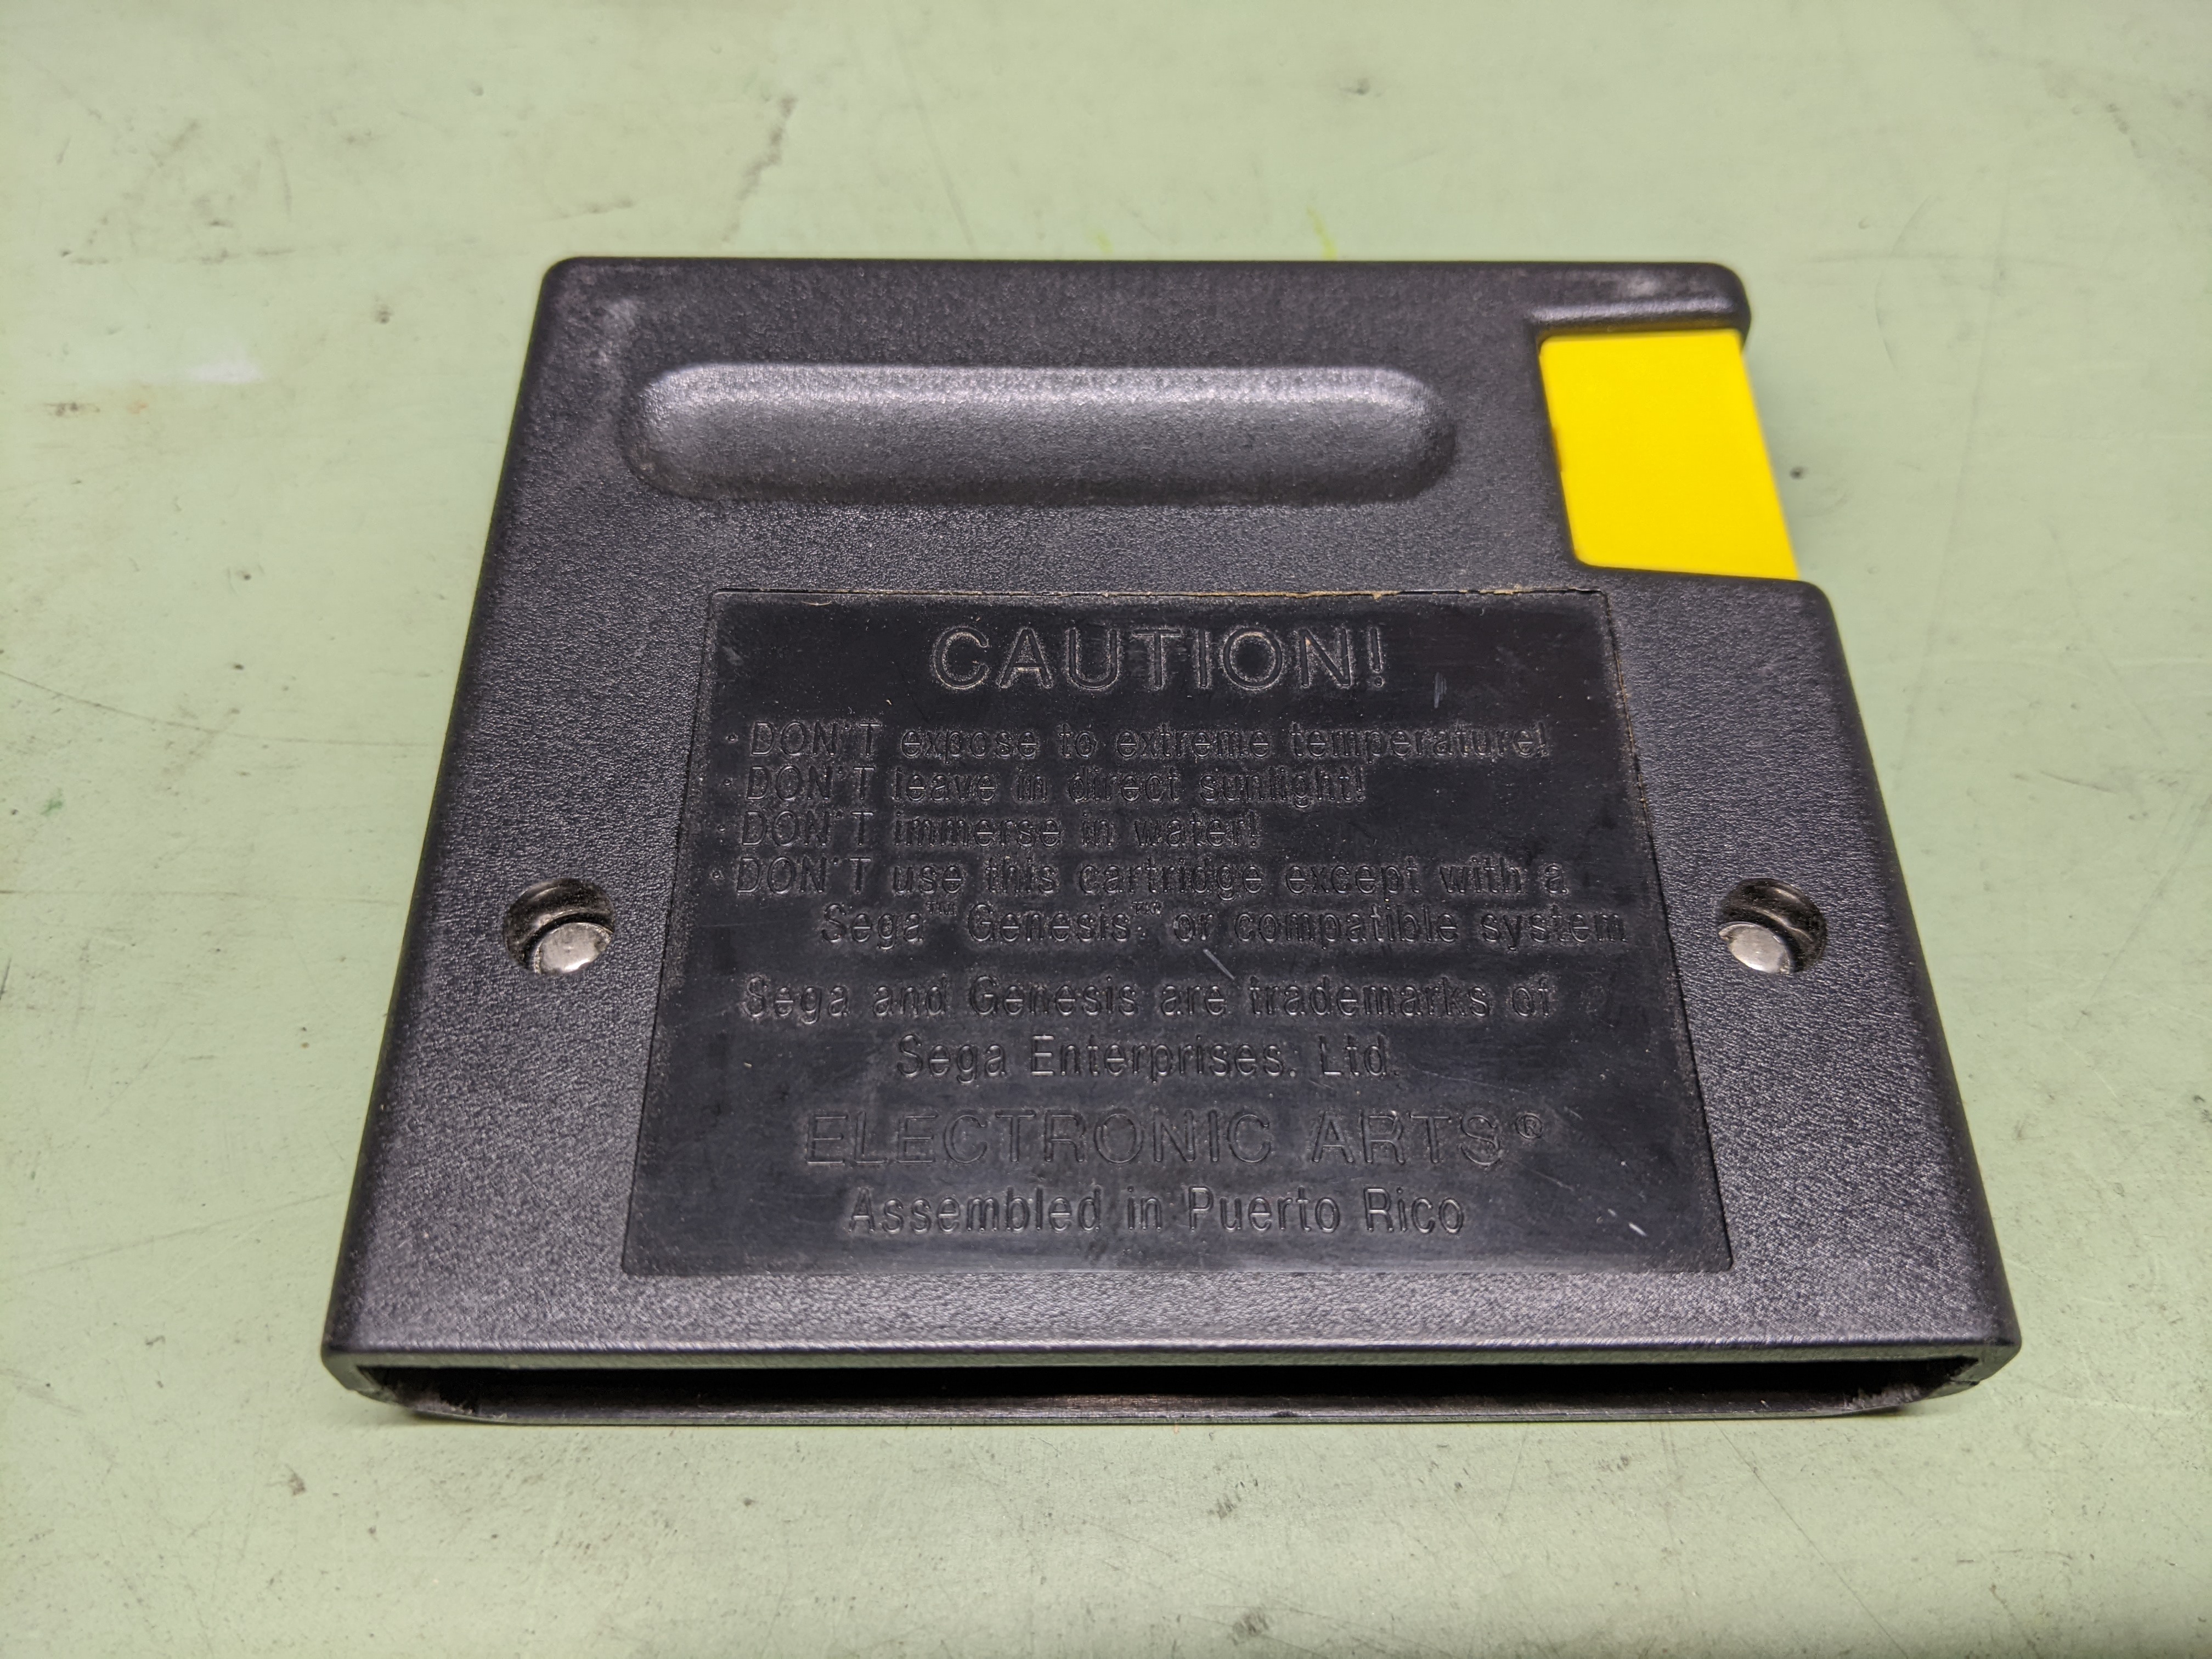 CAUTION!
· DON'T expose to extreme temperature!
· DON'T leave in direct sunlight!
· DON'T immerse in water!
· DON'T use this cartridge except with a
Sega™ Genesis™ or compatible system
Sega and Genesis are trademarks of
Sega Enterprises. Ltd.
ELECTRONIC ARTS®
Assembled in Puerto Rico